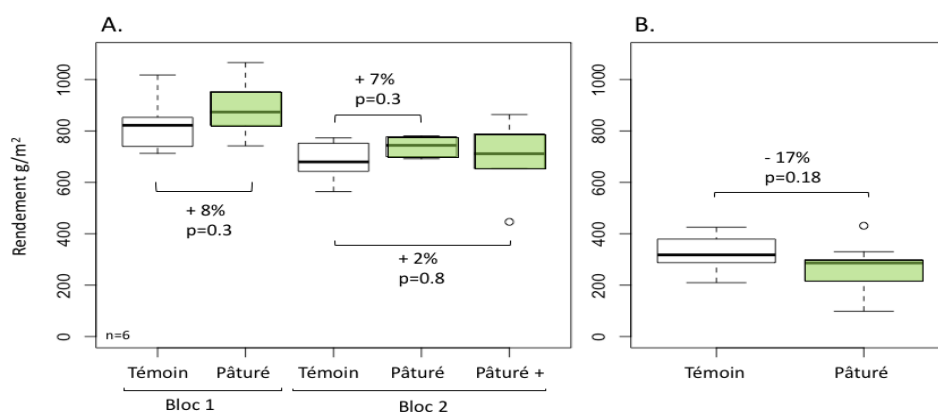 A.
B.
Rendement g/m²
0 200 400 600 800 1000
+ 8%
p=0.3
+ 7%
p=0.3
+ 2%
p=0.8
n=6
Témoin Pâturé Témoin Pâturé Pâturé +
Bloc 1 Bloc 2
0 200 400 600 800 1000
- 17%
p=0.18
Témoin Pâturé